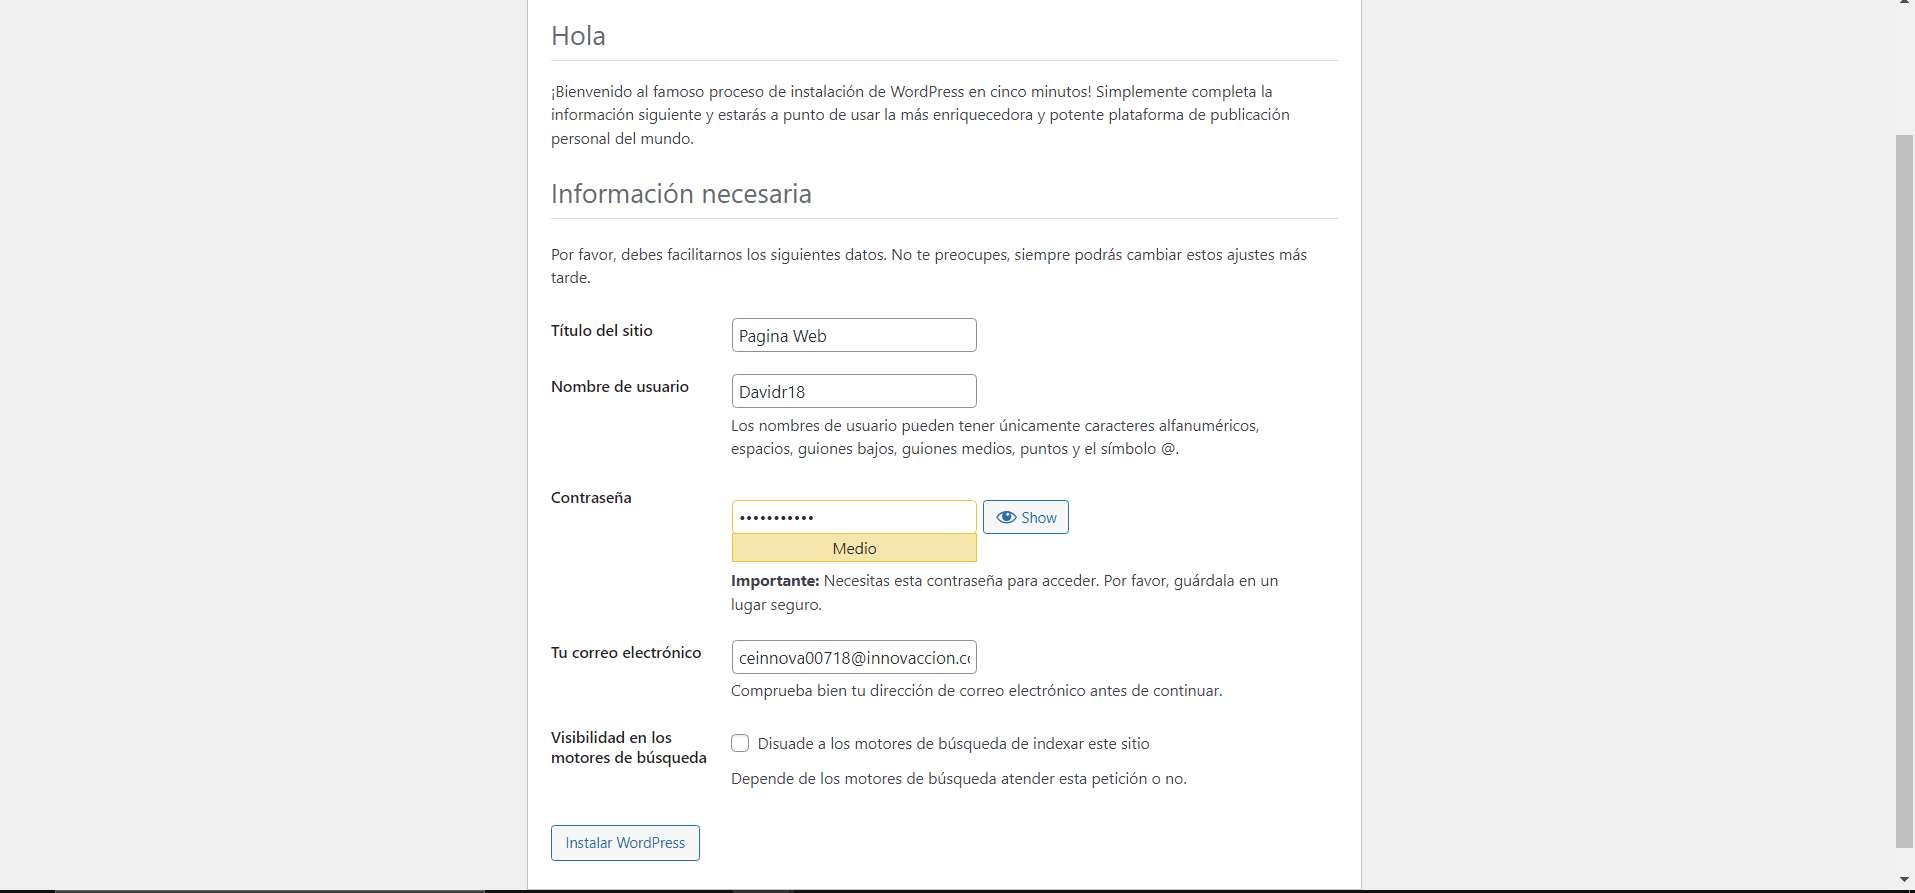 Hola
¡Bienvenido al famoso proceso de instalación de WordPress en cinco minutos! Simplemente completa la
información siguiente y estarás a punto de usar la más enriquecedora y potente plataforma de publicación
personal del mundo.
Información necesaria
Por favor, debes facilitarnos los siguientes datos. No te preocupes, siempre podrás cambiar estos ajustes más
tarde.
Título del sitio
Pagina Web
Nombre de usuario
Davidr18
Los nombres de usuario pueden tener únicamente caracteres alfanuméricos,
espacios, guiones bajos, guiones medios, puntos y el símbolo @.
Contraseña
•••••••••••
Show
Medio
Importante: Necesitas esta contraseña para acceder. Por favor, guárdala en un
lugar seguro.
Tu correo electrónico
ceinnova00718@innovaccion.c
Comprueba bien tu dirección de correo electrónico antes de continuar.
Visibilidad en los
motores de búsqueda
Disuade a los motores de búsqueda de indexar este sitio
Depende de los motores de búsqueda atender esta petición o no.
Instalar WordPress